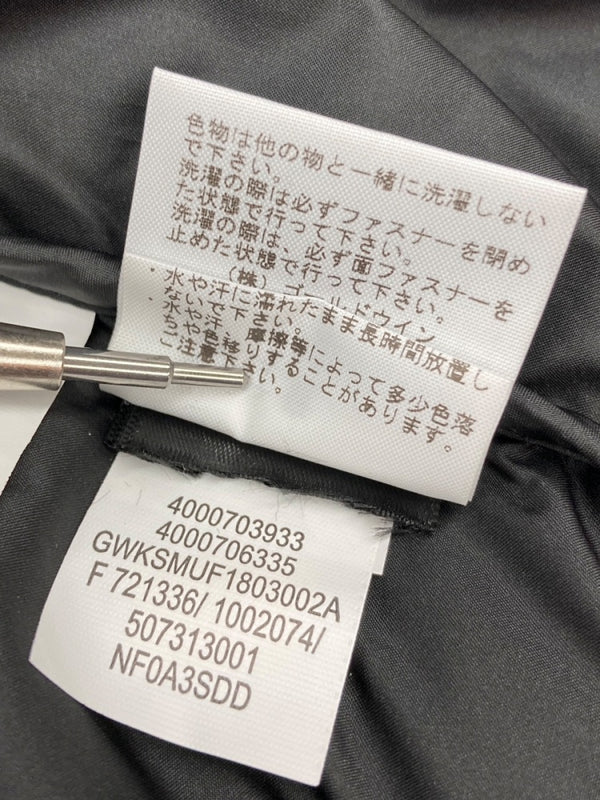 色物は他の物と一緒に洗濯しない
で下さい。
洗濯の際は必ずファスナーを閉め
た状態で行って下さい。
洗濯の際は、必ず面ファスナーを
止めた状態で行って下さい。
(株)ゴールドウイン
・水や汗に濡れたまま長時間放置し
ないで下さい。
・水や汗、摩擦等によって多少色落
ちや色移りすることがあります。
ご注意下さい。
4000703933
4000706335
GWKSMUF1803002A
F 721336/ 1002074/
507313001
NF0A3SDD